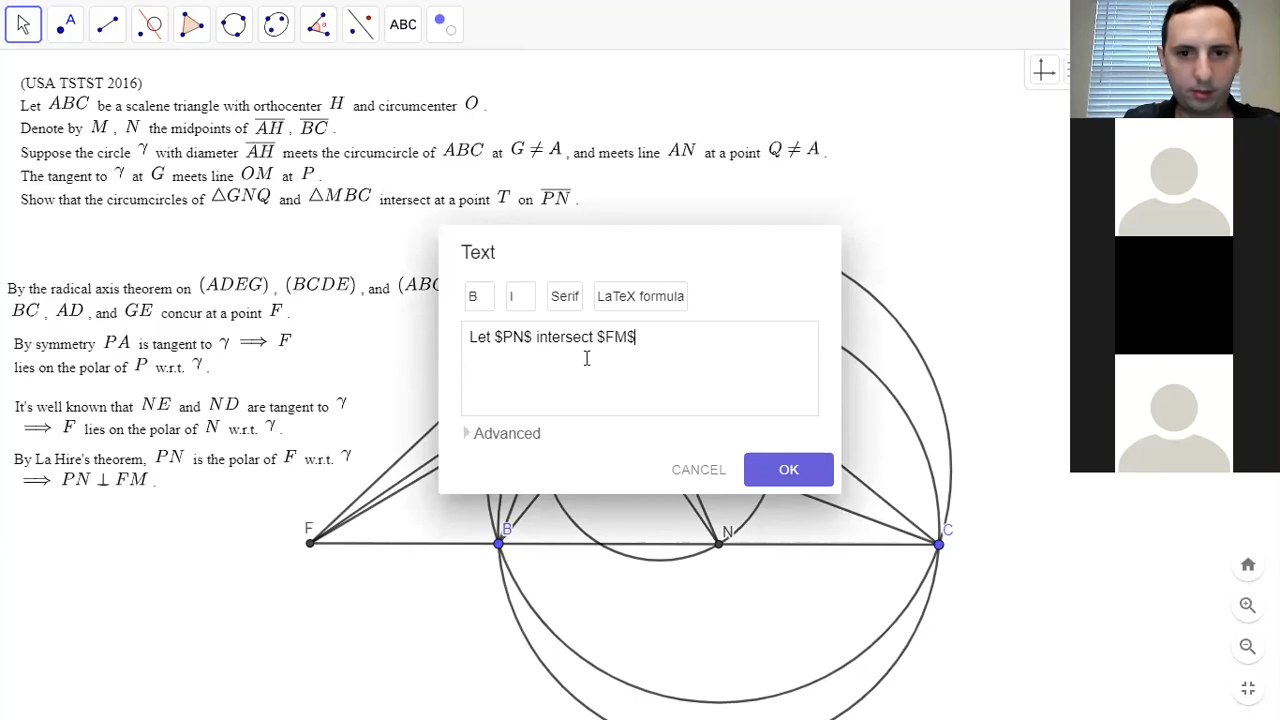 ABC
(USA TSTST 2016)
Let ABC be a scalene triangle with orthocenter H and circumcenter O .
Denote by M , N the midpoints of \overline{AH} , \overline{BC} .
Suppose the circle γ with diameter \overline{AH} meets the circumcircle of ABC at G ≠ A , and meets line AN at a point Q ≠ A .
The tangent to γ at G meets line OM at P .
Show that the circumcircles of △GNQ and △MBC intersect at a point T on \overline{PN} .
Text
B I Serif LaTeX formula
Let $PN$ intersect $FM$
Advanced
CANCEL OK
By the radical axis theorem on (ADEG) , (BCDE) , and (ABC
BC , AD , and GE concur at a point F .
By symmetry PA is tangent to γ ⟹ F
lies on the polar of P w.r.t. γ .
It's well known that NE and ND are tangent to γ
⟹ F lies on the polar of N w.r.t. γ .
By La Hire's theorem, PN is the polar of F w.r.t. γ
⟹ PN ⊥ FM .
F B N C